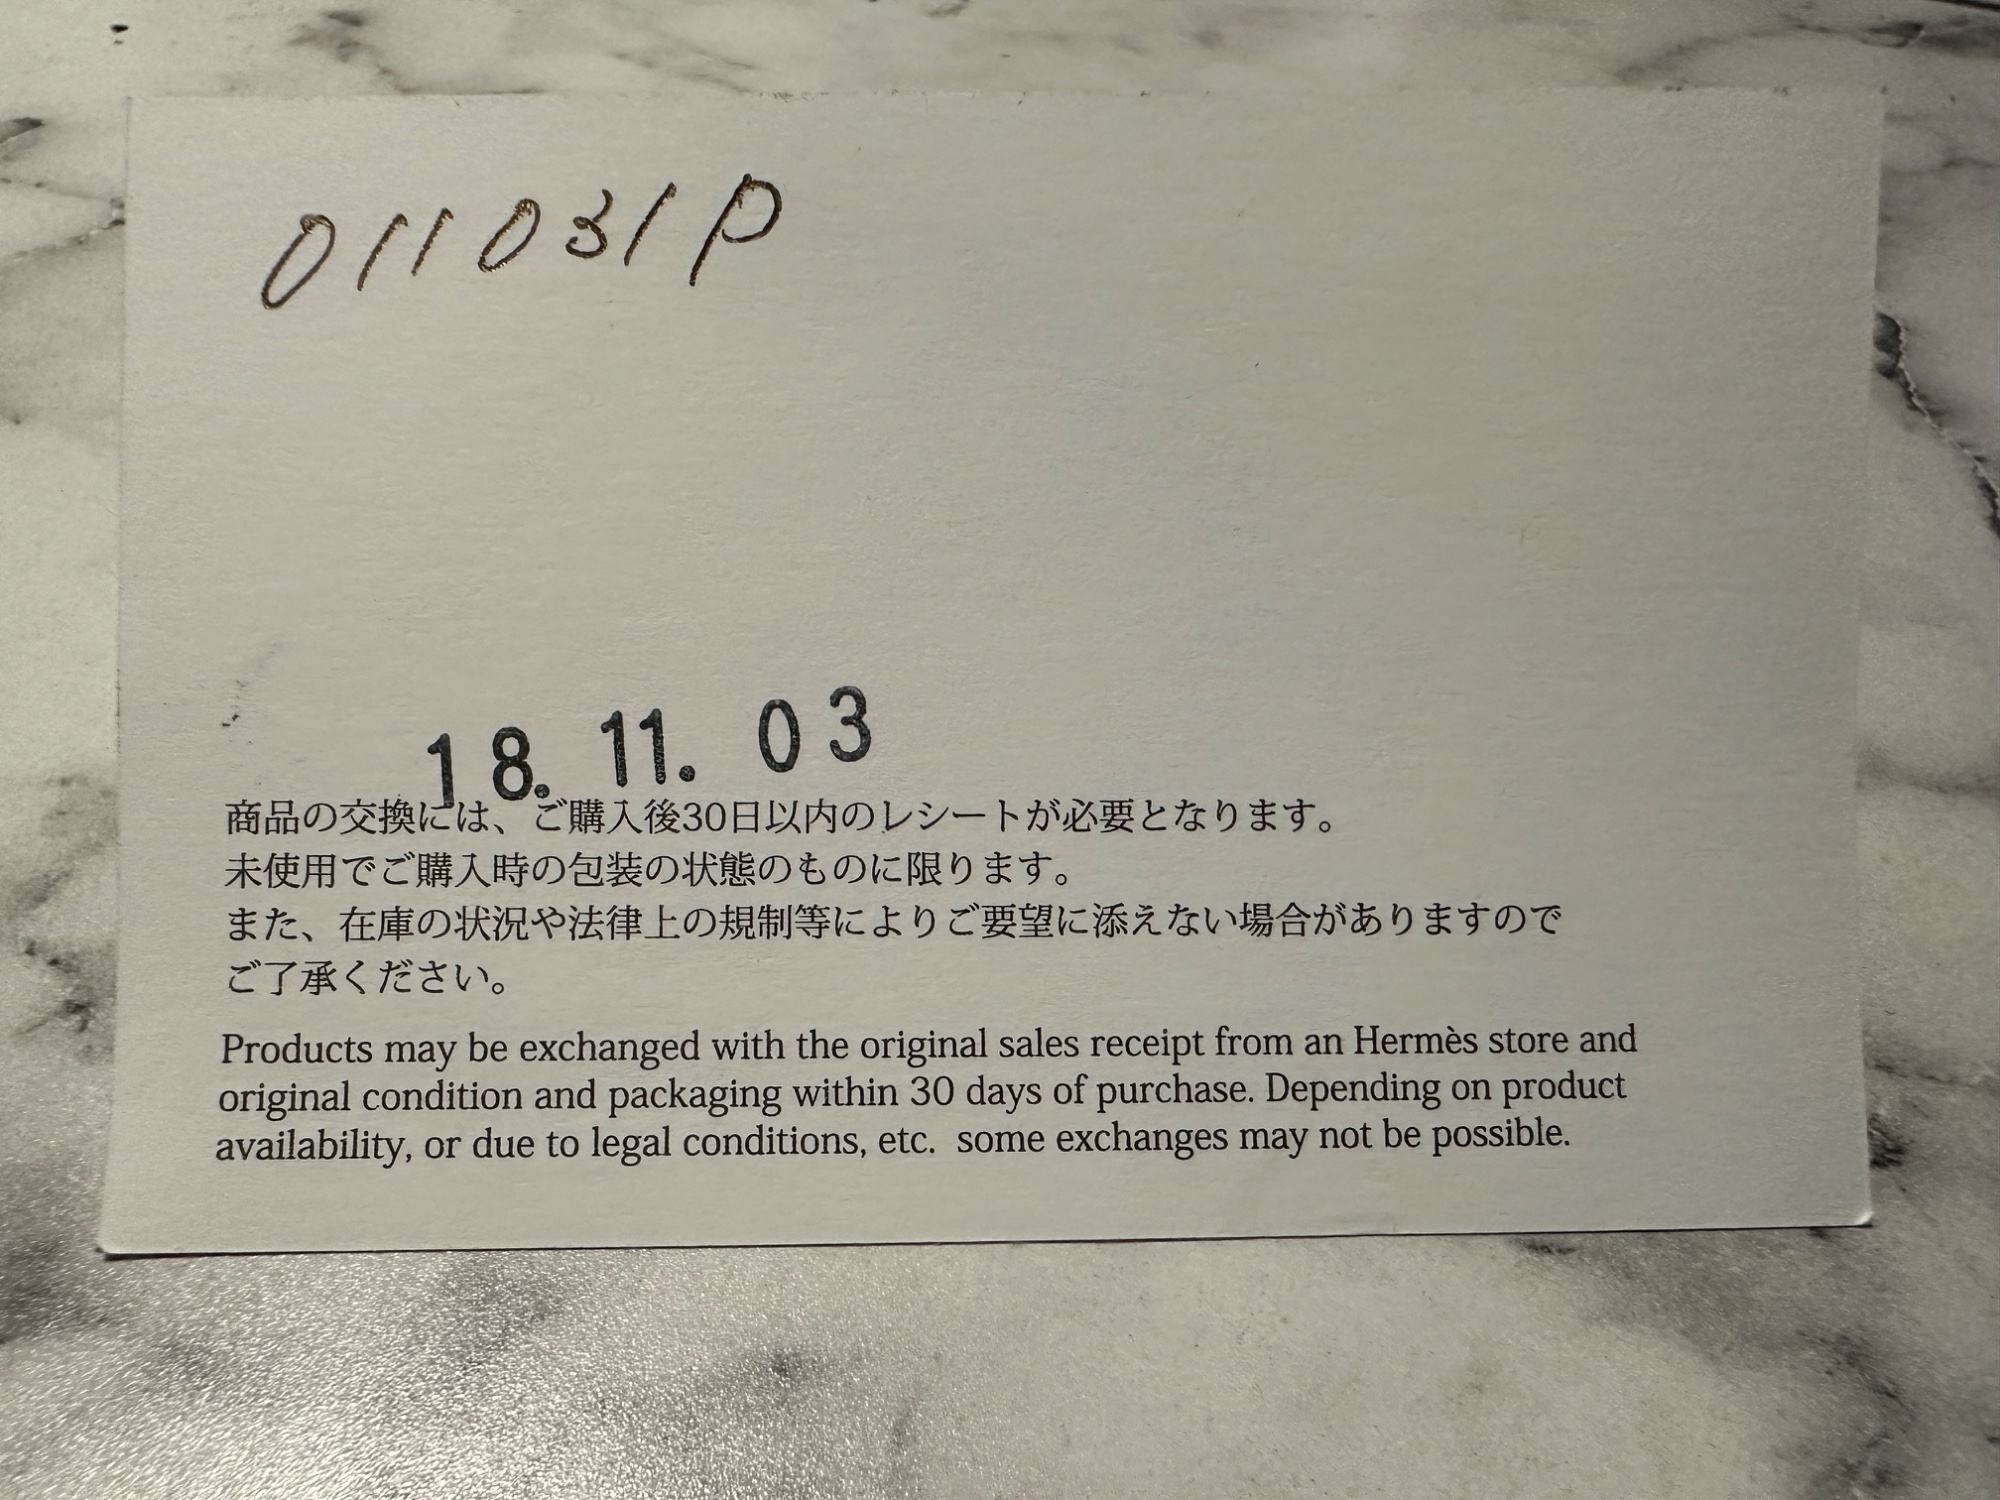 011031P
18. 11. 03
商品の交換には、ご購入後30日以内のレシートが必要となります。
未使用でご購入時の包装の状態のものに限ります。
また、在庫の状況や法律上の規制等によりご要望に添えない場合がありますので
ご了承ください。
Products may be exchanged with the original sales receipt from an Hermès store and
original condition and packaging within 30 days of purchase. Depending on product
availability, or due to legal conditions, etc.  some exchanges may not be possible.